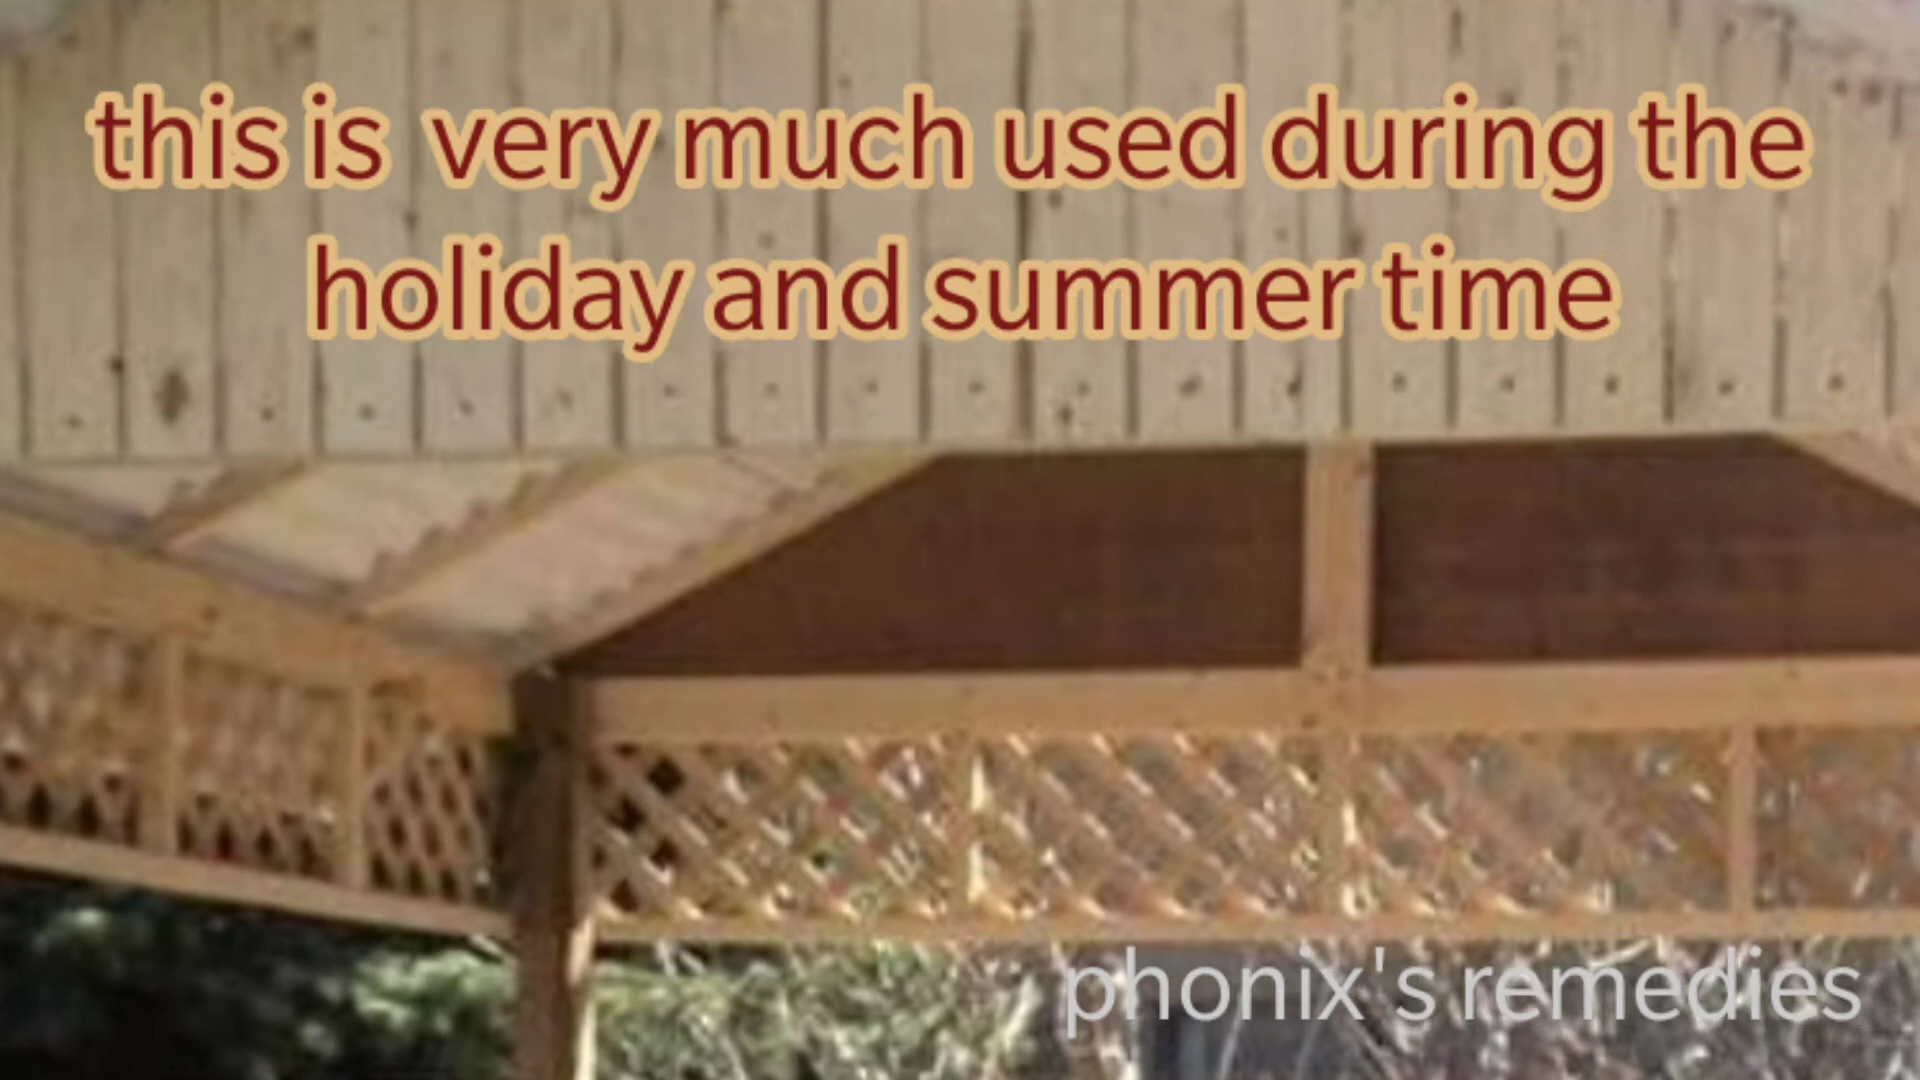 this is  very much used during the
holiday and summer time
phonix's remedies